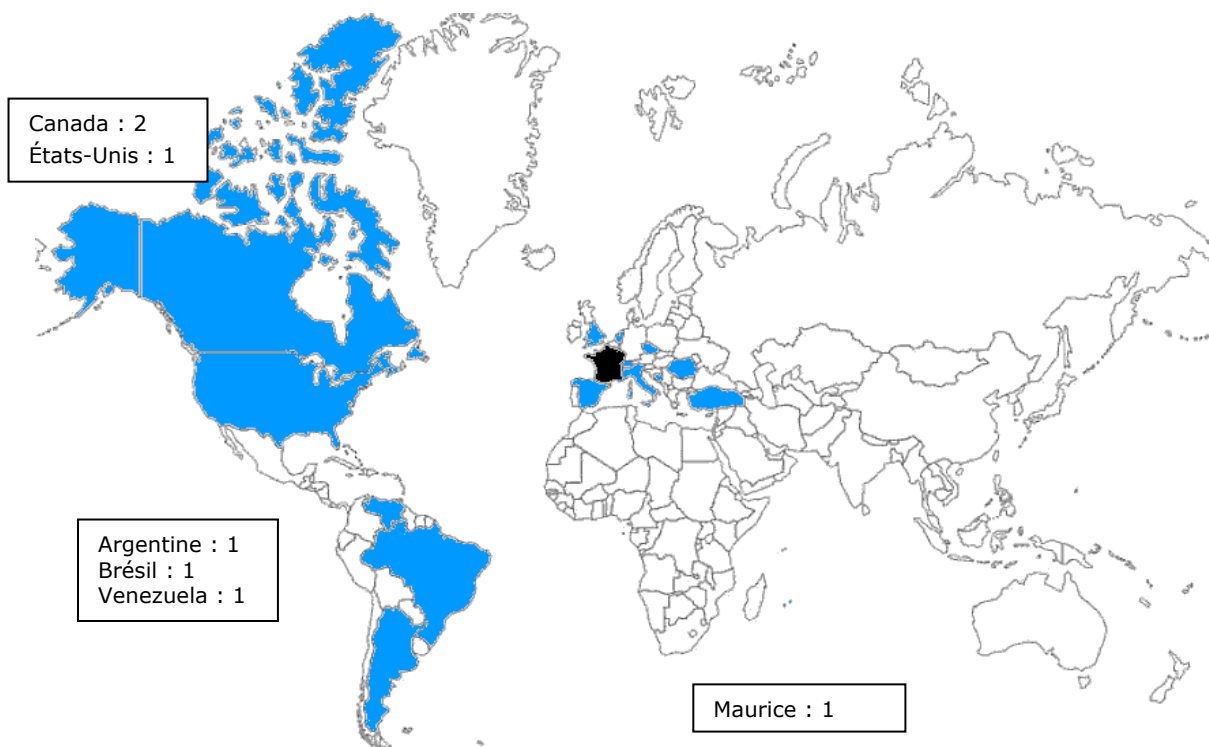 Canada : 2
États-Unis : 1
Argentine : 1
Brésil : 1
Venezuela : 1
Maurice : 1